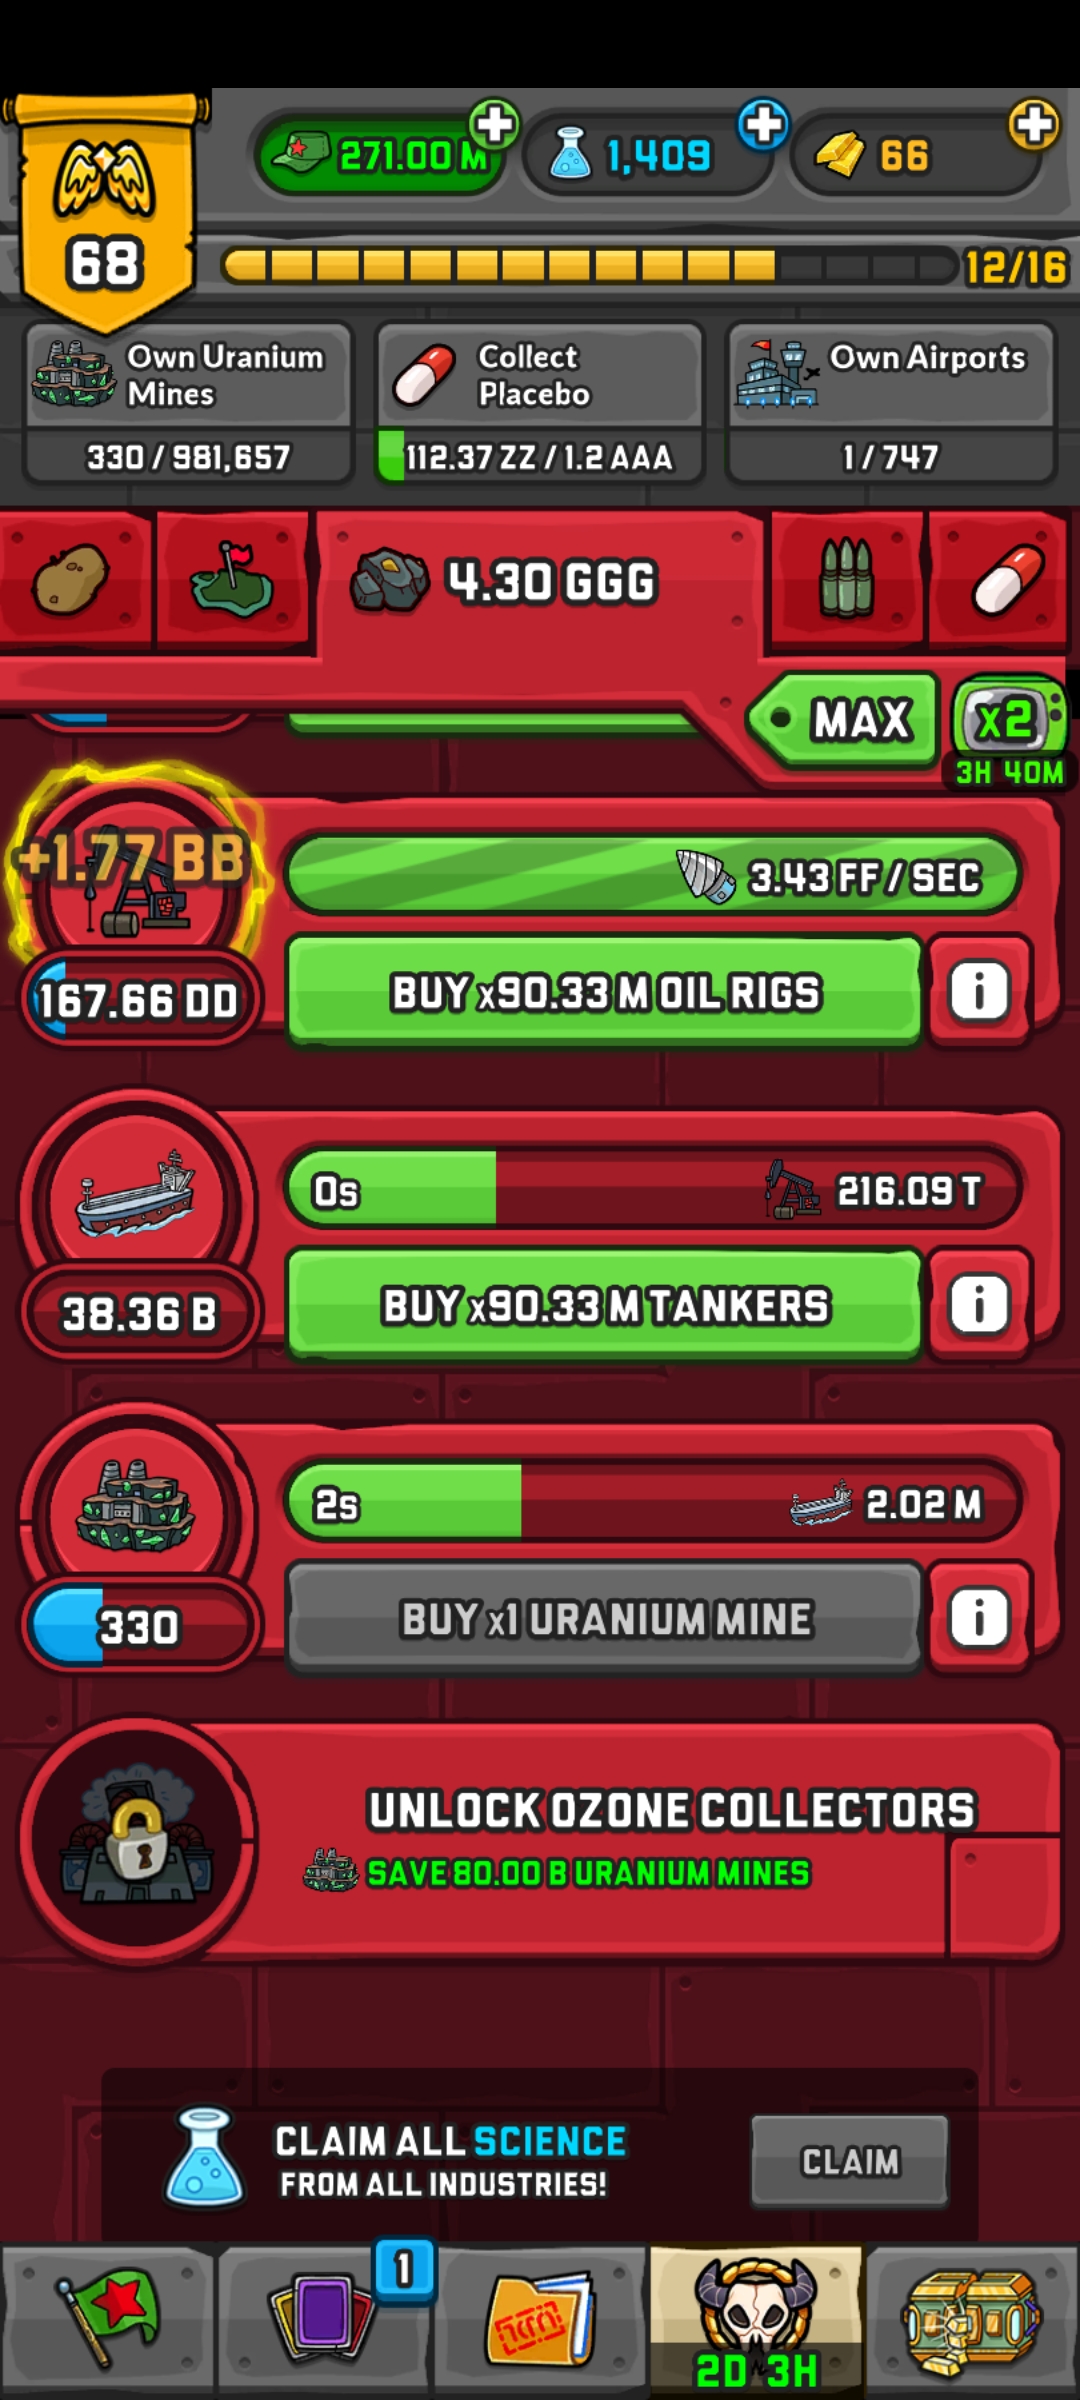 271.00 M
1,409
66
68
12/16
Own Uranium
Mines
330 / 981,657
Collect
Placebo
112.37 ZZ / 1.2 AAA
Own Airports
1 / 747
4.30 GGG
MAX
x2
3H 40M
+1.77 BB
3.43 FF / SEC
167.66 DD
BUY x90.33 M OIL RIGS
i
0s
216.09 T
38.36 B
BUY x90.33 M TANKERS
i
2s
2.02 M
330
BUY x1 URANIUM MINE
i
UNLOCK OZONE COLLECTORS
SAVE 80.00 B URANIUM MINES
CLAIM ALL SCIENCE
FROM ALL INDUSTRIES!
CLAIM
1
2D 3H